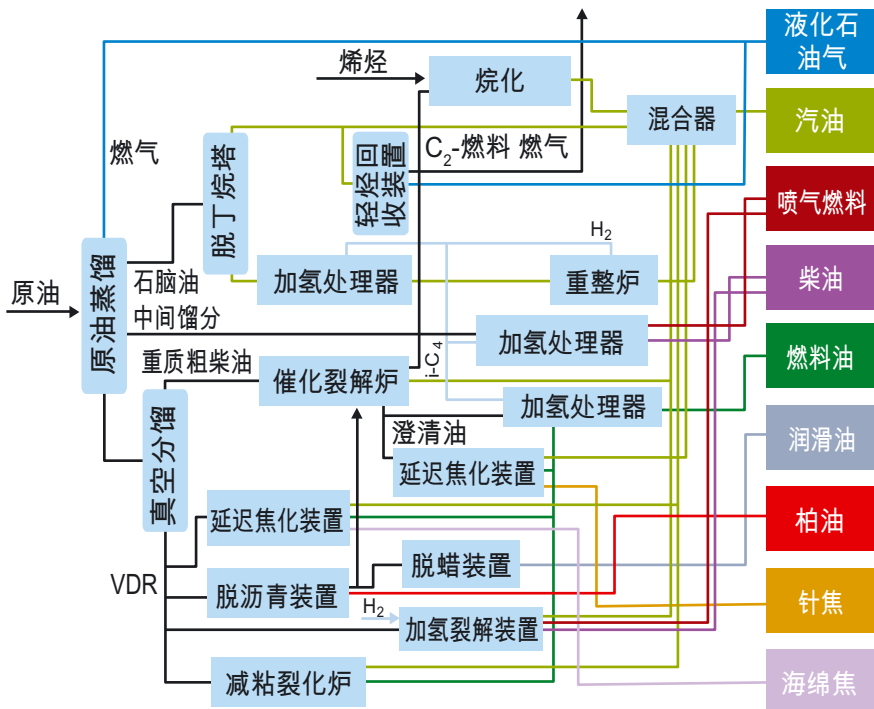 液化石
油气
烯烃
烷化
混合器
汽油
燃气
脱丁烷塔
轻烃回
收装置
C₂-燃料 燃气
喷气燃料
H₂
原油
原油蒸馏
石脑油
加氢处理器
重整炉
柴油
中间馏分
加氢处理器
i-C₄
重质粗柴油
催化裂解炉
燃料油
加氢处理器
澄清油
润滑油
真空分馏
延迟焦化装置
延迟焦化装置
柏油
VDR
脱蜡装置
脱沥青装置
H₂
加氢裂解装置
针焦
减粘裂化炉
海绵焦